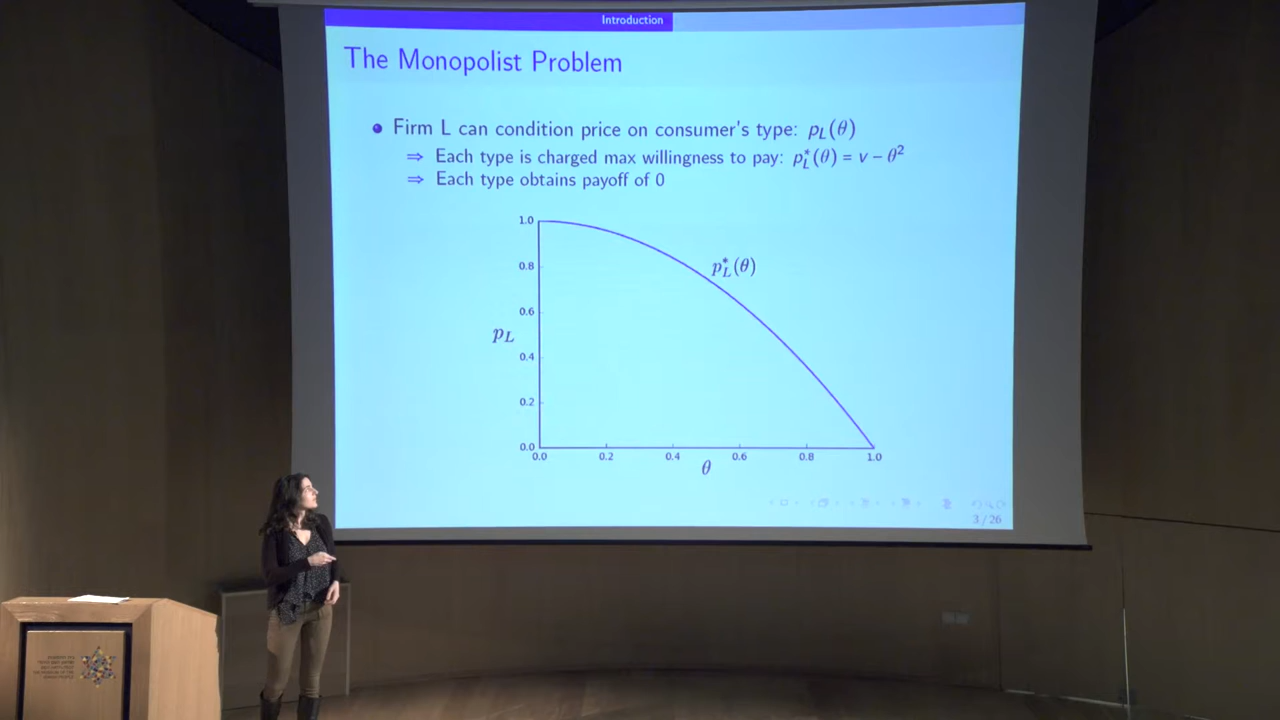 Introduction
The Monopolist Problem
Firm L can condition price on consumer's type: p_L(θ)
⇒ Each type is charged max willingness to pay: p*_L(θ) = v − θ²
⇒ Each type obtains payoff of 0
1.0
0.8
0.6
0.4
0.2
0.0
p_L
p*_L(θ)
0.0 0.2 0.4 0.6 0.8 1.0
θ
3 / 26